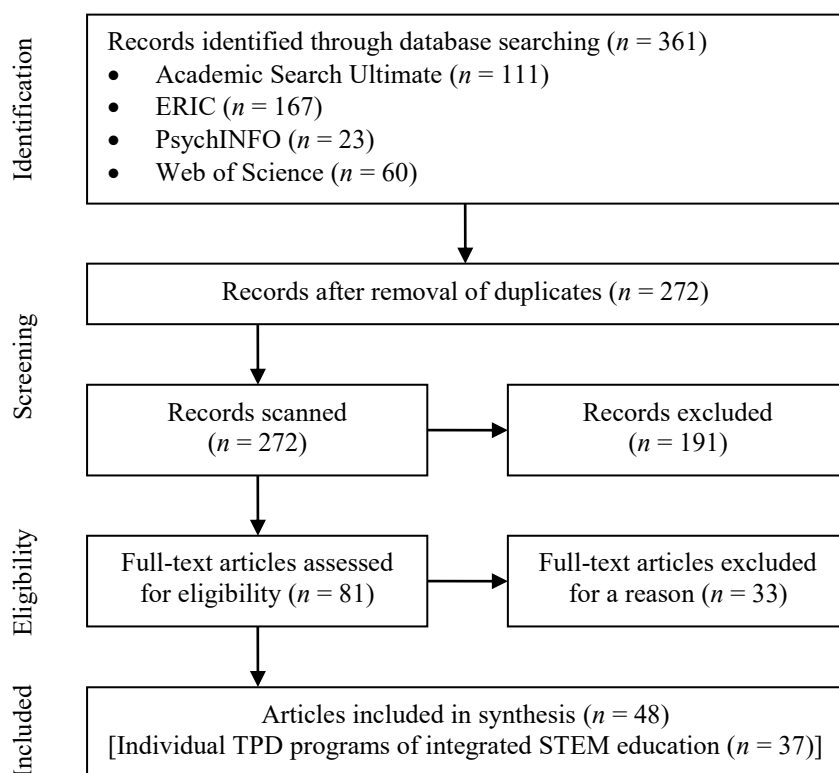 Identification
Records identified through database searching (n = 361)
• Academic Search Ultimate (n = 111)
• ERIC (n = 167)
• PsychINFO (n = 23)
• Web of Science (n = 60)
Screening
Records after removal of duplicates (n = 272)
Records scanned
(n = 272)
Records excluded
(n = 191)
Eligibility
Full-text articles assessed
for eligibility (n = 81)
Full-text articles excluded
for a reason (n = 33)
Included
Articles included in synthesis (n = 48)
[Individual TPD programs of integrated STEM education (n = 37)]